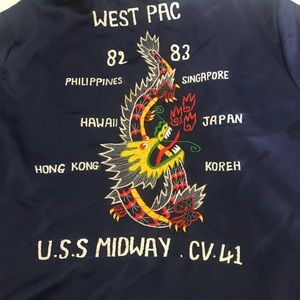 WEST PAC
82 83
PHILIPPINES SINGAPORE
HAWAII JAPAN
HONG KONG KOREH
U.S.S MIDWAY . CV.41